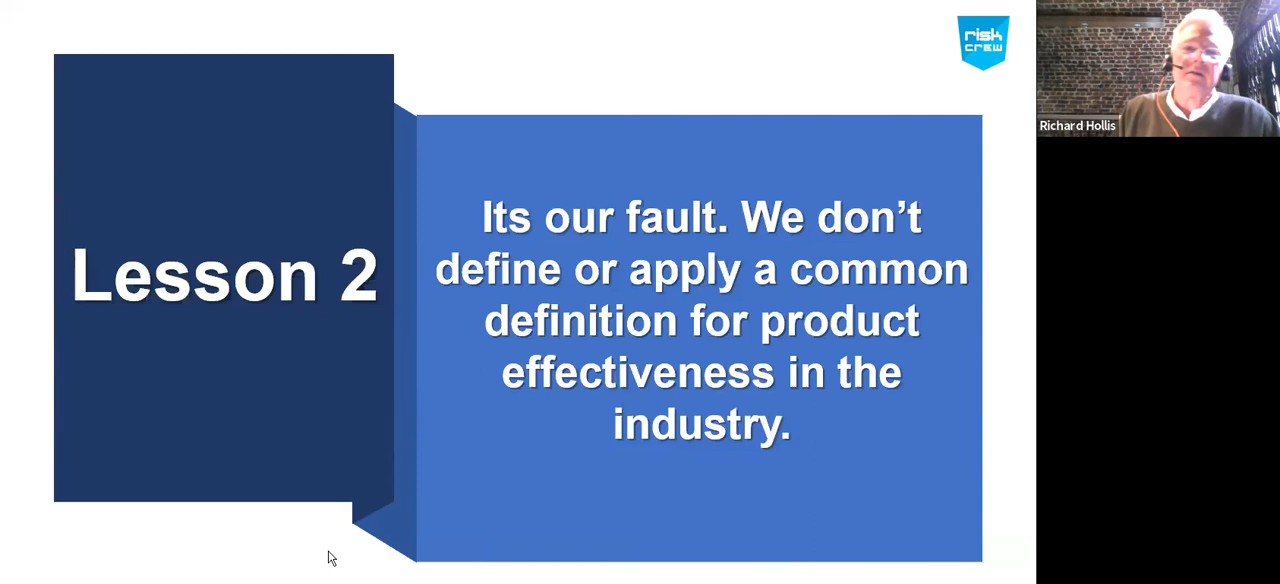 risk
crew
Richard Hollis
Lesson 2
Its our fault. We don’t
define or apply a common
definition for product
effectiveness in the
industry.